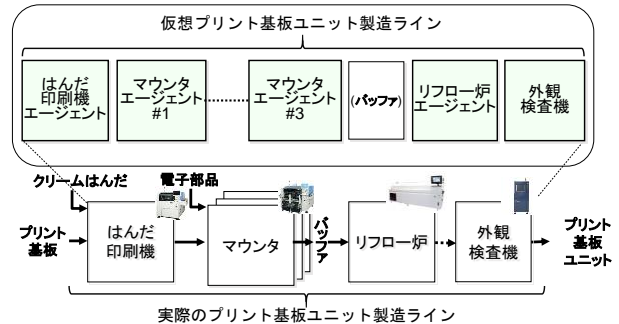 仮想プリント基板ユニット製造ライン
はんだ
印刷機
エージェント
マウンタ
エージェント
#1
マウンタ
エージェント
#3
(バッファ)
リフロー炉
エージェント
外観
検査機
クリームはんだ
電子部品
プリント
基板
はんだ
印刷機
マウンタ
バッファ
リフロー炉
外観
検査機
プリント
基板
ユニット
実際のプリント基板ユニット製造ライン